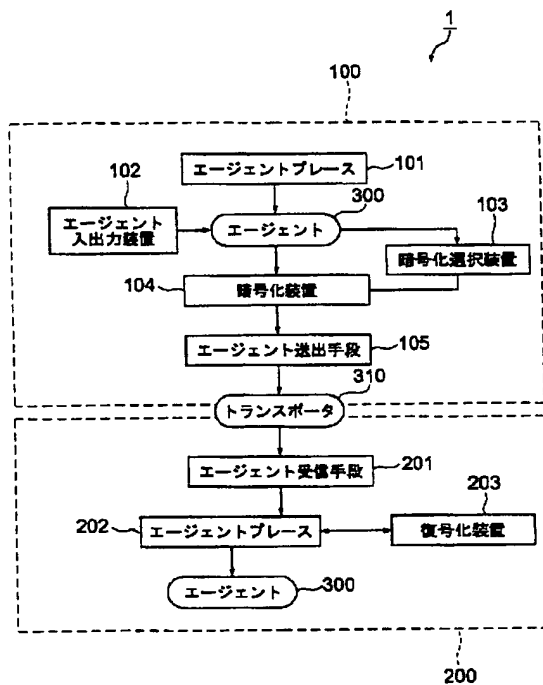 1
100
エージェントプレース
101
102
300
エージェント
入出力装置
エージェント
103
暗号化選択装置
104
暗号化装置
エージェント送出手段
105
310
トランスポータ
エージェント受信手段
201
203
202
エージェントプレース
復号化装置
エージェント
300
200